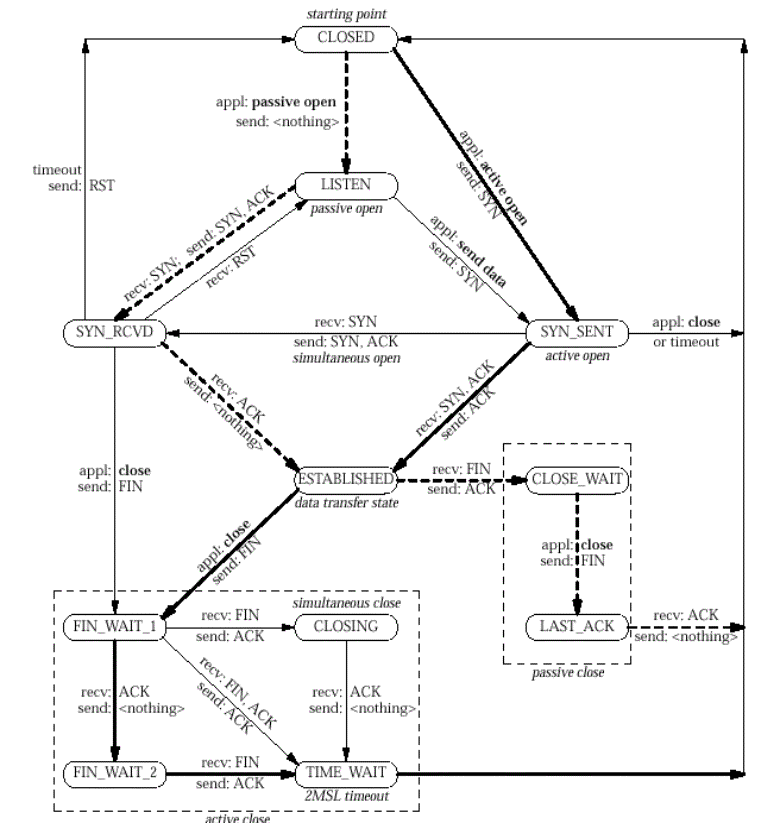 starting point
CLOSED
appl: passive open
send: <nothing>
appl: active open
send: SYN
timeout
send: RST
LISTEN
passive open
recv: SYN; send: SYN, ACK
recv: RST
appl: send data
send: SYN
SYN_RCVD
recv: SYN
send: SYN, ACK
simultaneous open
SYN_SENT
active open
appl: close
or timeout
recv: ACK
send: <nothing>
recv: SYN, ACK
send: ACK
appl: close
send: FIN
ESTABLISHED
data transfer state
recv: FIN
send: ACK
CLOSE_WAIT
appl: close
send: FIN
appl: close
send: FIN
LAST_ACK
recv: ACK
send: <nothing>
passive close
FIN_WAIT_1
recv: FIN
send: ACK
simultaneous close
CLOSING
recv: ACK
send: <nothing>
recv: FIN, ACK
send: ACK
recv: ACK
send: <nothing>
FIN_WAIT_2
recv: FIN
send: ACK
TIME_WAIT
2MSL timeout
active close